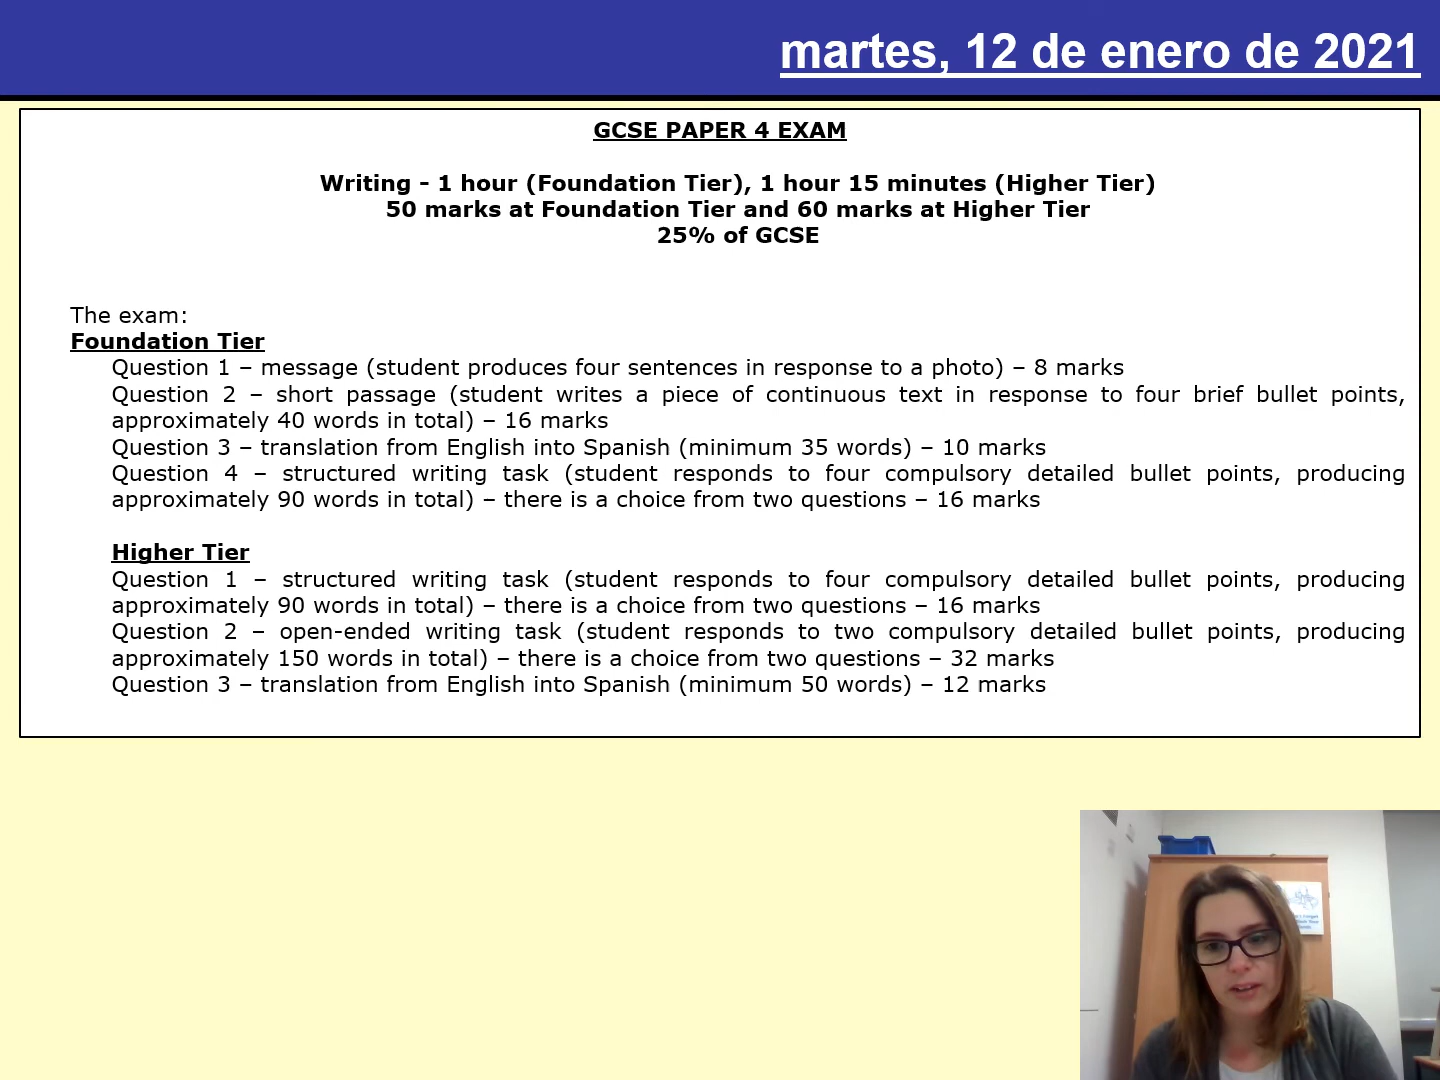 martes, 12 de enero de 2021
GCSE PAPER 4 EXAM
Writing - 1 hour (Foundation Tier), 1 hour 15 minutes (Higher Tier)
50 marks at Foundation Tier and 60 marks at Higher Tier
25% of GCSE
The exam:
Foundation Tier
Question 1 – message (student produces four sentences in response to a photo) – 8 marks
Question 2 – short passage (student writes a piece of continuous text in response to four brief bullet points,
approximately 40 words in total) – 16 marks
Question 3 – translation from English into Spanish (minimum 35 words) – 10 marks
Question 4 – structured writing task (student responds to four compulsory detailed bullet points, producing
approximately 90 words in total) – there is a choice from two questions – 16 marks
Higher Tier
Question 1 – structured writing task (student responds to four compulsory detailed bullet points, producing
approximately 90 words in total) – there is a choice from two questions – 16 marks
Question 2 – open-ended writing task (student responds to two compulsory detailed bullet points, producing
approximately 150 words in total) – there is a choice from two questions – 32 marks
Question 3 – translation from English into Spanish (minimum 50 words) – 12 marks